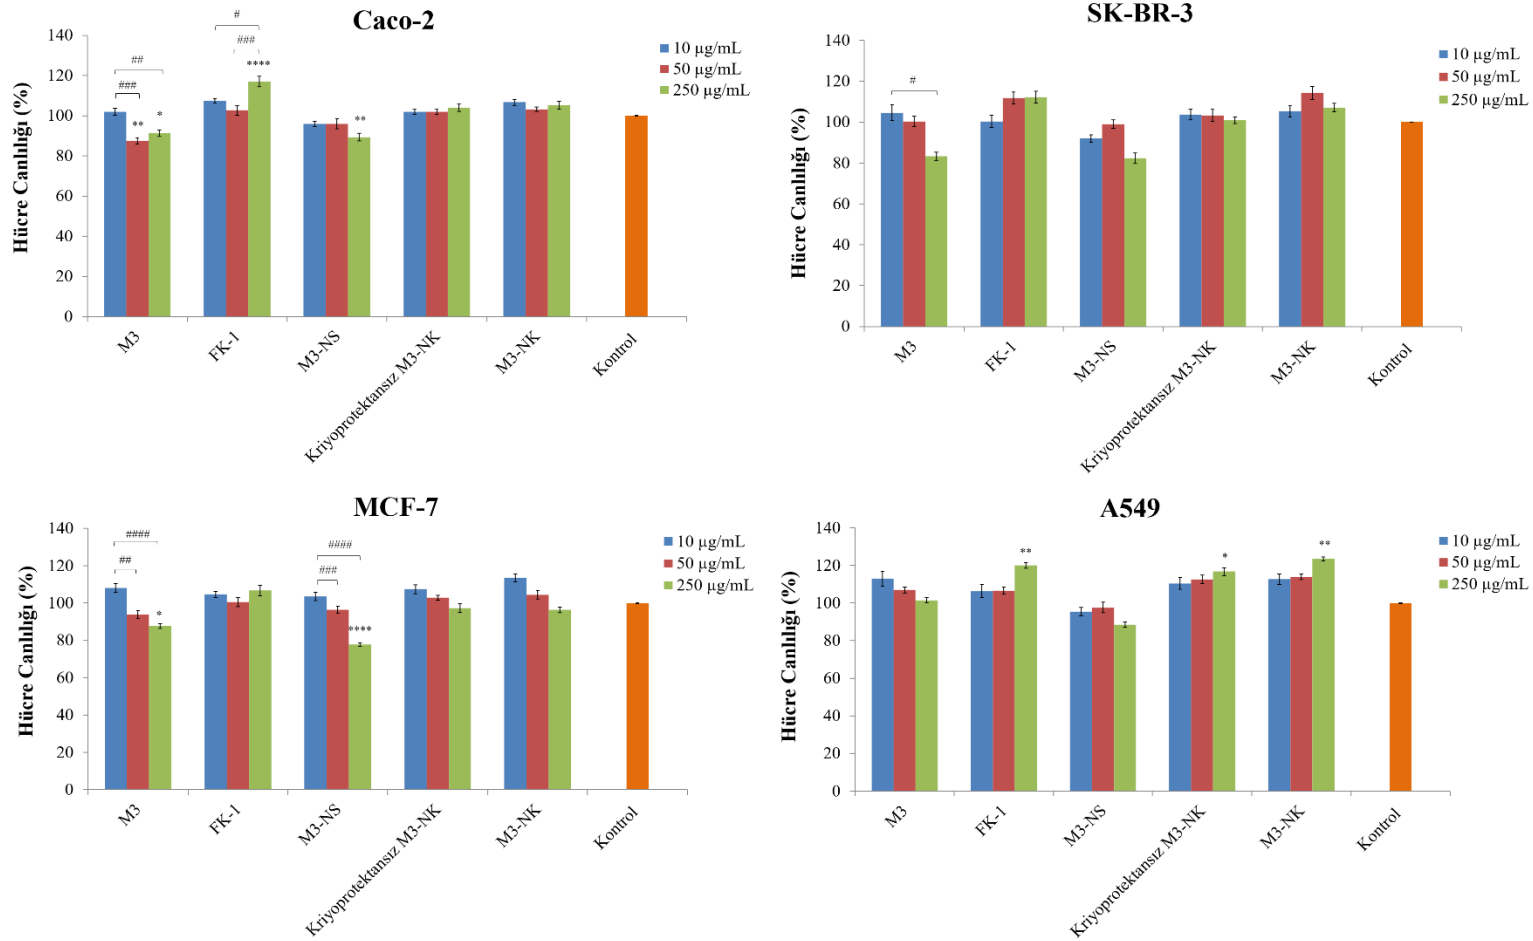 Caco-2
Hücre Canlılığı (%)
140
120
100
80
60
40
20
0
#
###
****
##
###
**
*
**
10 µg/mL
50 µg/mL
250 µg/mL
M3
FK-1
M3-NS
Kriyoprotektansız M3-NK
M3-NK
Kontrol
SK-BR-3
Hücre Canlılığı (%)
140
120
100
80
60
40
20
0
#
10 µg/mL
50 µg/mL
250 µg/mL
M3
FK-1
M3-NS
Kriyoprotektansız M3-NK
M3-NK
Kontrol
MCF-7
Hücre Canlılığı (%)
140
120
100
80
60
40
20
0
####
##
*
####
###
****
10 µg/mL
50 µg/mL
250 µg/mL
M3
FK-1
M3-NS
Kriyoprotektansız M3-NK
M3-NK
Kontrol
A549
Hücre Canlılığı (%)
140
120
100
80
60
40
20
0
**
*
**
10 µg/mL
50 µg/mL
250 µg/mL
M3
FK-1
M3-NS
Kriyoprotektansız M3-NK
M3-NK
Kontrol